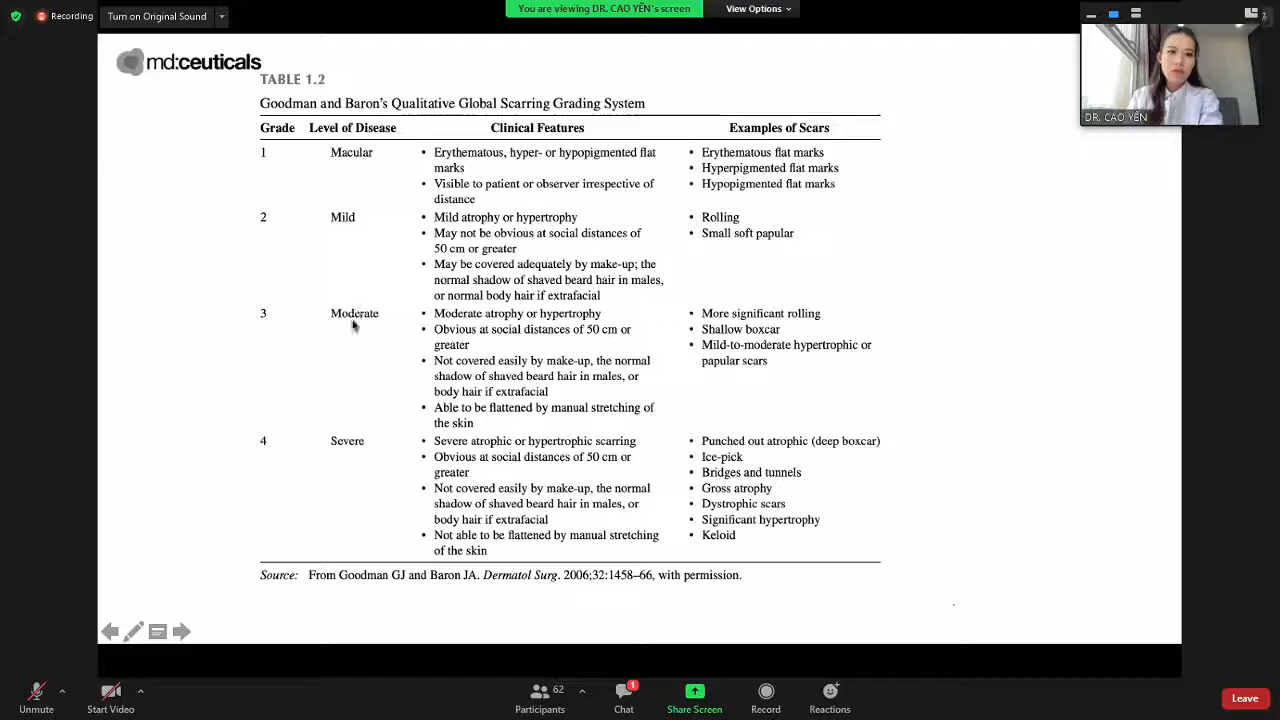 Recording
Turn on Original Sound
You are viewing DR. CAO YẾN's screen
View Options
DR. CAO YẾN
md:ceuticals
TABLE 1.2
Goodman and Baron's Qualitative Global Scarring Grading System
Grade Level of Disease Clinical Features Examples of Scars
1 Macular • Erythematous, hyper- or hypopigmented flat • Erythematous flat marks
marks • Hyperpigmented flat marks
• Visible to patient or observer irrespective of • Hypopigmented flat marks
distance
2 Mild • Mild atrophy or hypertrophy • Rolling
• May not be obvious at social distances of • Small soft papular
50 cm or greater
• May be covered adequately by make-up; the
normal shadow of shaved beard hair in males,
or normal body hair if extrafacial
3 Moderate • Moderate atrophy or hypertrophy • More significant rolling
• Obvious at social distances of 50 cm or • Shallow boxcar
greater • Mild-to-moderate hypertrophic or
• Not covered easily by make-up, the normal papular scars
shadow of shaved beard hair in males, or
body hair if extrafacial
• Able to be flattened by manual stretching of
the skin
4 Severe • Severe atrophic or hypertrophic scarring • Punched out atrophic (deep boxcar)
• Obvious at social distances of 50 cm or • Ice-pick
greater • Bridges and tunnels
• Not covered easily by make-up, the normal • Gross atrophy
shadow of shaved beard hair in males, or • Dystrophic scars
body hair if extrafacial • Significant hypertrophy
• Not able to be flattened by manual stretching • Keloid
of the skin
Source: From Goodman GJ and Baron JA. Dermatol Surg. 2006;32:1458–66, with permission.
62 1
Unmute Start Video Participants Chat Share Screen Record Reactions Leave